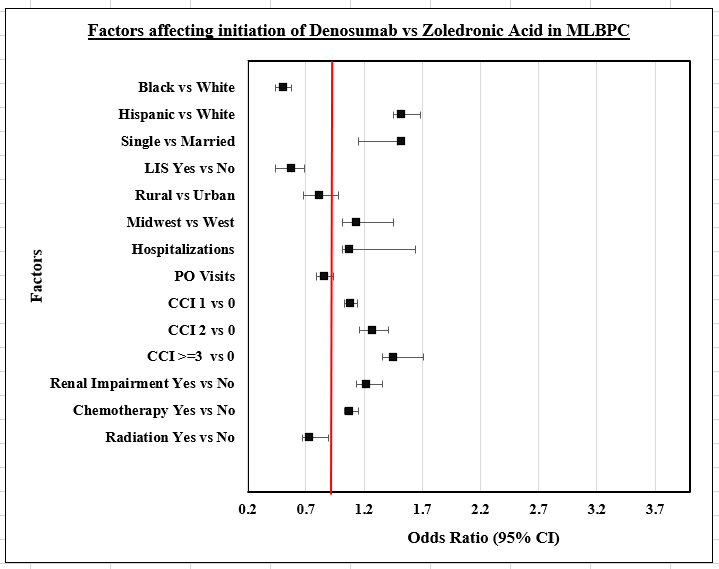 Factors affecting initiation of Denosumab vs Zoledronic Acid in MLBPC
Factors
Black vs White
Hispanic vs White
Single vs Married
LIS Yes vs No
Rural vs Urban
Midwest vs West
Hospitalizations
PO Visits
CCI 1 vs 0
CCI 2 vs 0
CCI >=3 vs 0
Renal Impairment Yes vs No
Chemotherapy Yes vs No
Radiation Yes vs No
0.2 0.7 1.2 1.7 2.2 2.7 3.2 3.7
Odds Ratio (95% CI)